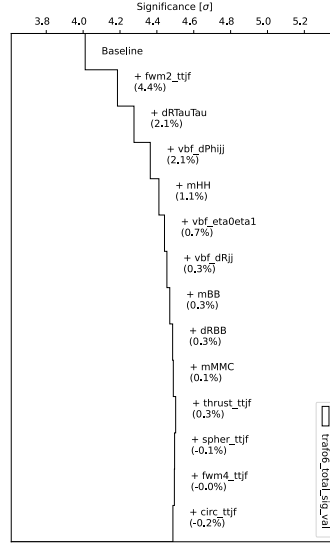 Significance [σ]
3.8 4.0 4.2 4.4 4.6 4.8 5.0 5.2
Baseline
+ fwm2_ttjf
(4.4%)
+ dRTauTau
(2.1%)
+ vbf_dPhijj
(2.1%)
+ mHH
(1.1%)
+ vbf_eta0eta1
(0.7%)
+ vbf_dRjj
(0.3%)
+ mBB
(0.3%)
+ dRBB
(0.3%)
+ mMMC
(0.1%)
+ thrust_ttjf
(0.3%)
+ spher_ttjf
(-0.1%)
+ fwm4_ttjf
(-0.0%)
+ circ_ttjf
(-0.2%)
trafo6_total_sig_val